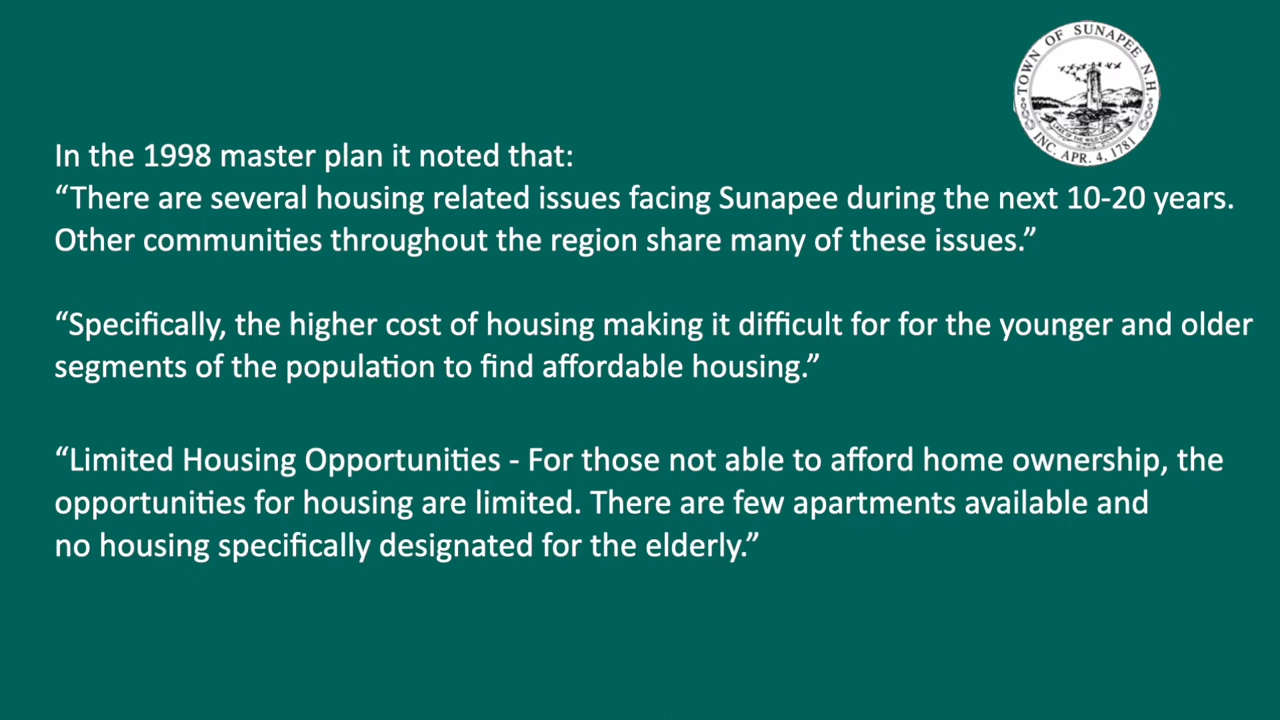 TOWN OF SUNAPEE N.H.
INC. APR. 4, 1781
In the 1998 master plan it noted that:
“There are several housing related issues facing Sunapee during the next 10-20 years.
Other communities throughout the region share many of these issues.”
“Specifically, the higher cost of housing making it difficult for for the younger and older
segments of the population to find affordable housing.”
“Limited Housing Opportunities - For those not able to afford home ownership, the
opportunities for housing are limited. There are few apartments available and
no housing specifically designated for the elderly.”